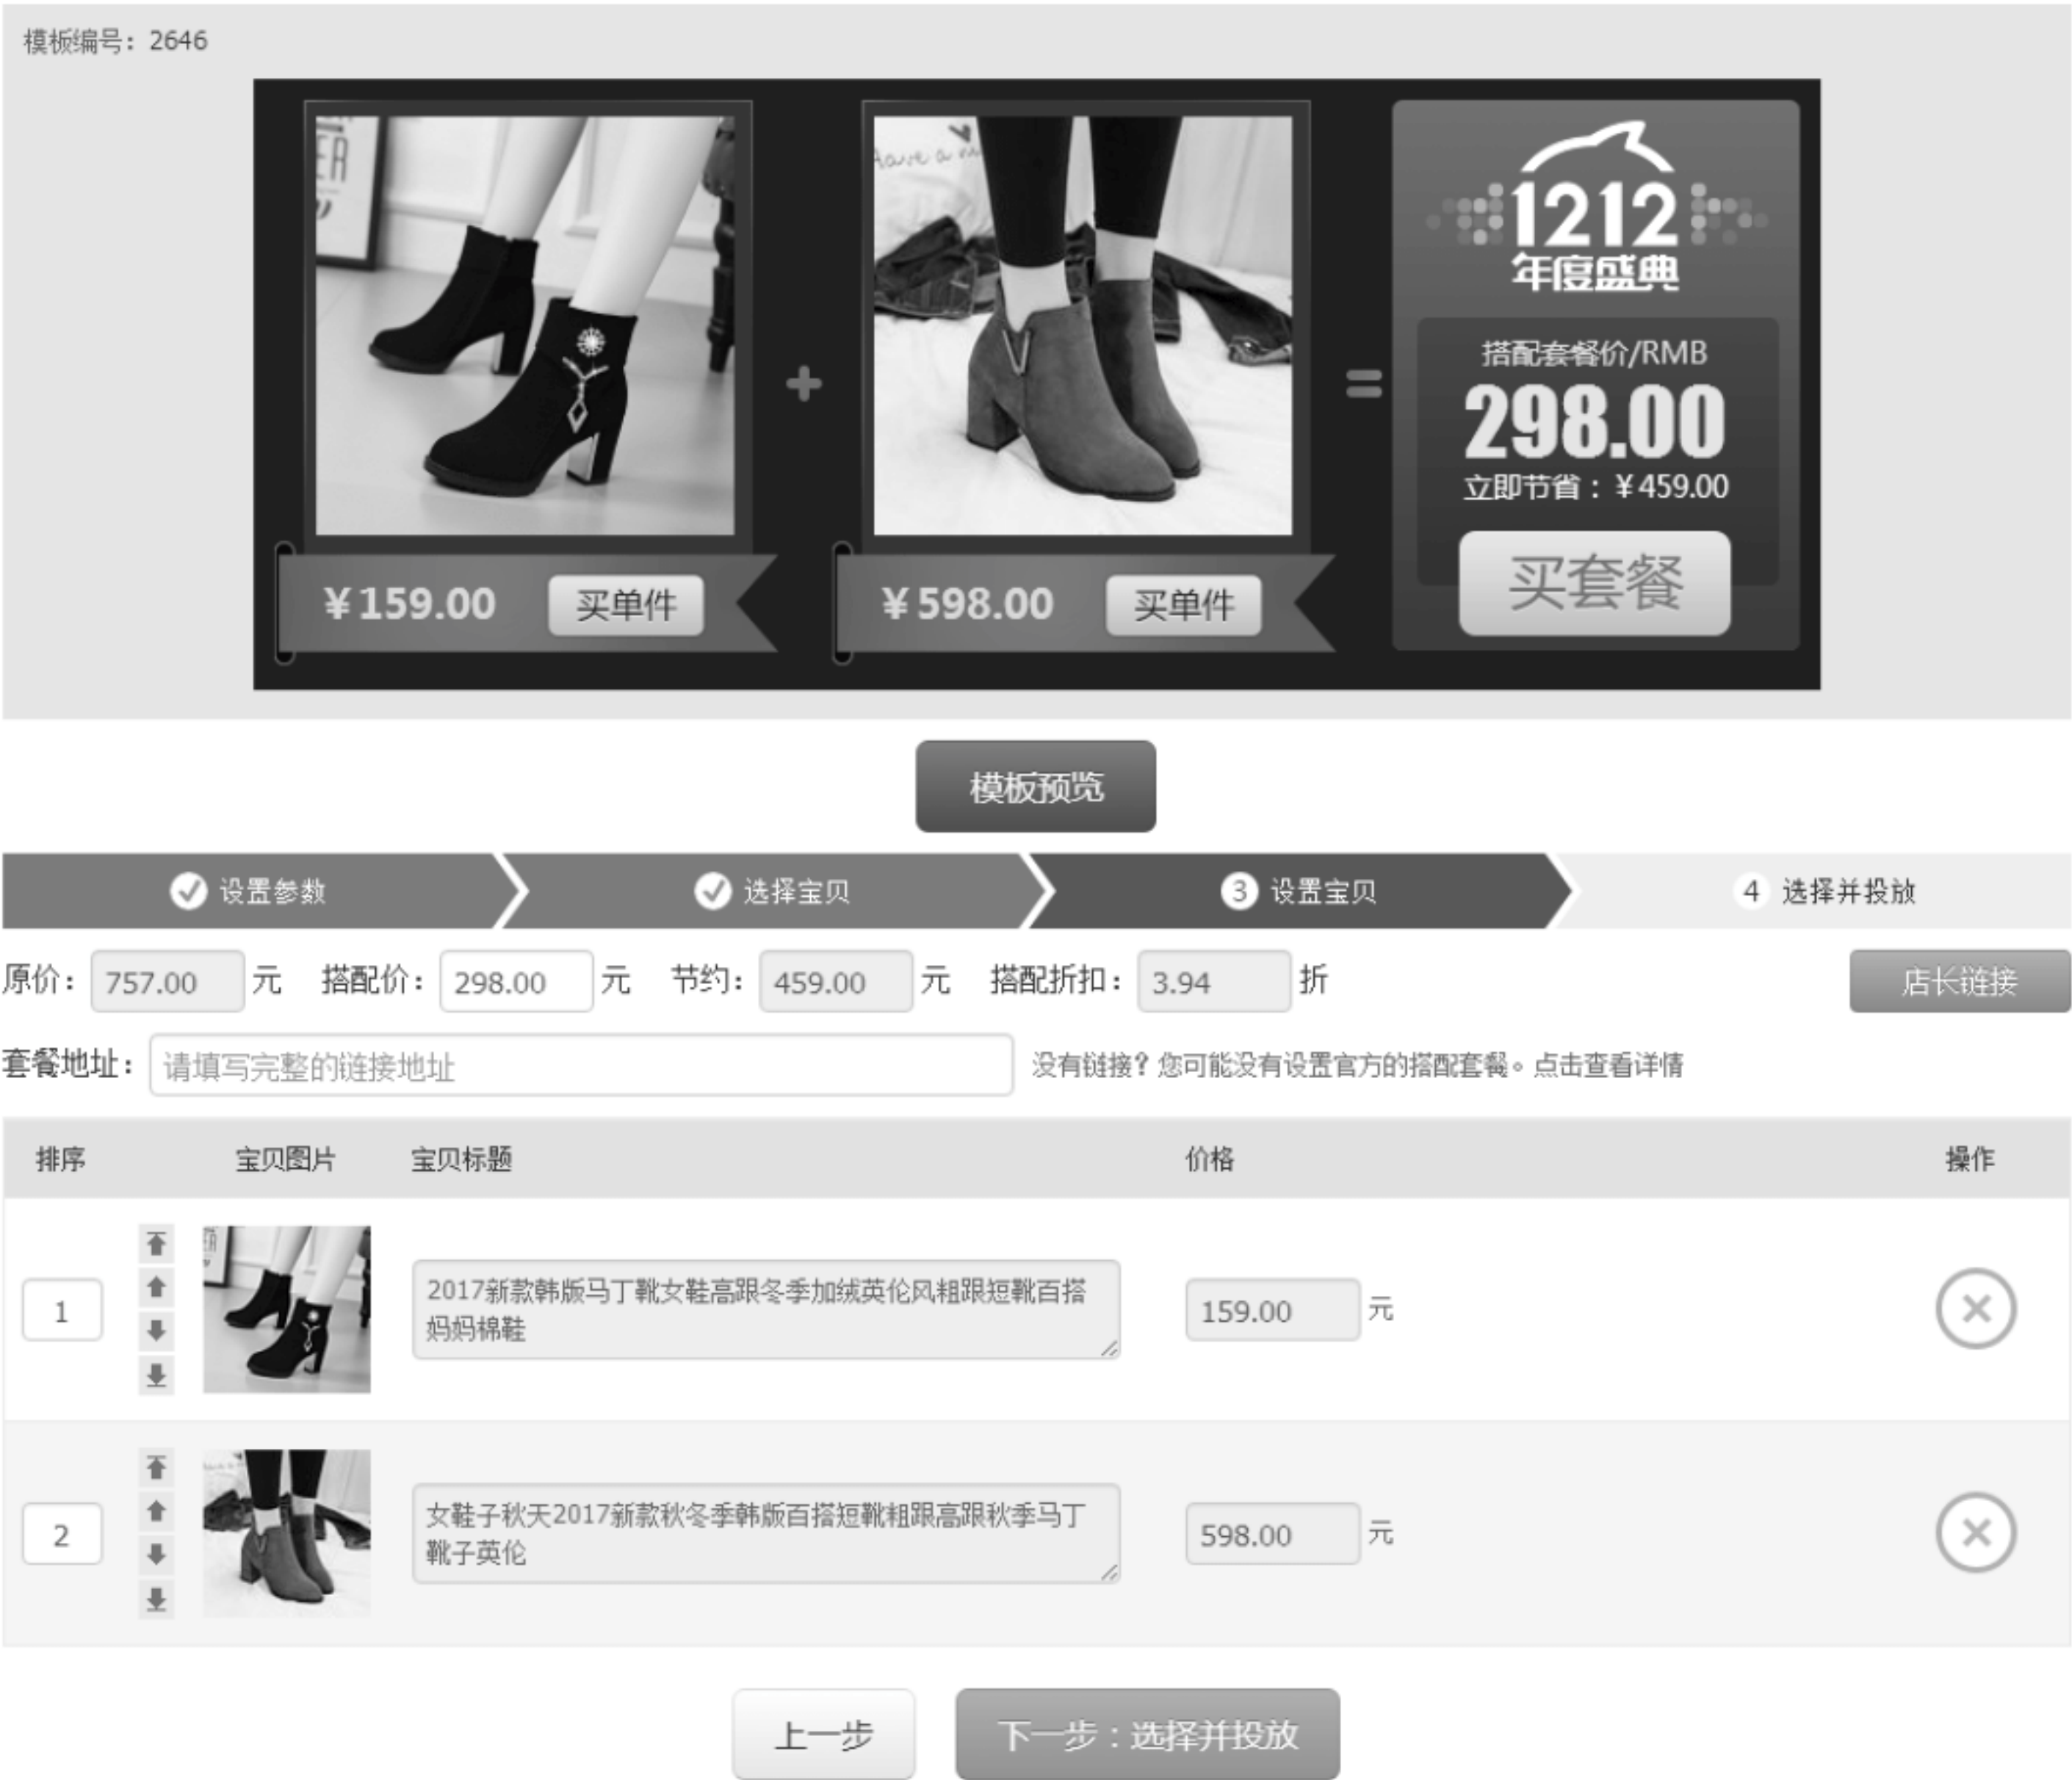 模板编号：2646
1212
年度盛典
搭配套餐价/RMB
298.00
立即节省：¥459.00
¥159.00 买单件
¥598.00 买单件
买套餐
模板预览
设置参数
选择宝贝
3 设置宝贝
4 选择并投放
原价：757.00 元 搭配价：298.00 元 节约：459.00 元 搭配折扣：3.94 折 店长链接
套餐地址：请填写完整的链接地址 没有链接？您可能没有设置官方的搭配套餐。点击查看详情
排序 宝贝图片 宝贝标题 价格 操作
1 2017新款韩版马丁靴女鞋高跟冬季加绒英伦风粗跟短靴百搭
妈妈棉鞋 159.00 元
2 女鞋子秋天2017新款秋冬季韩版百搭短靴粗跟高跟秋季马丁
靴子英伦 598.00 元
上一步 下一步：选择并投放